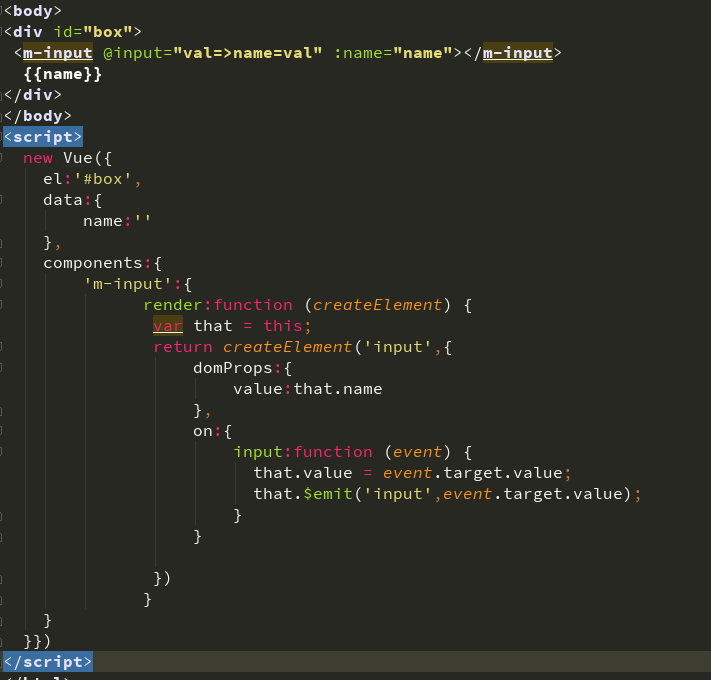 <body>
<div id="box">
<m-input @input="val=>name=val" :name="name"></m-input>
{{name}}
</div>
</body>
<script>
new Vue({
el:'#box',
data:{
name:''
},
components:{
'm-input':{
render:function (createElement) {
var that = this;
return createElement('input',{
domProps:{
value:that.name
},
on:{
input:function (event) {
that.value = event.target.value;
that.$emit('input',event.target.value);
}
}
})
}
}
}})
</script>